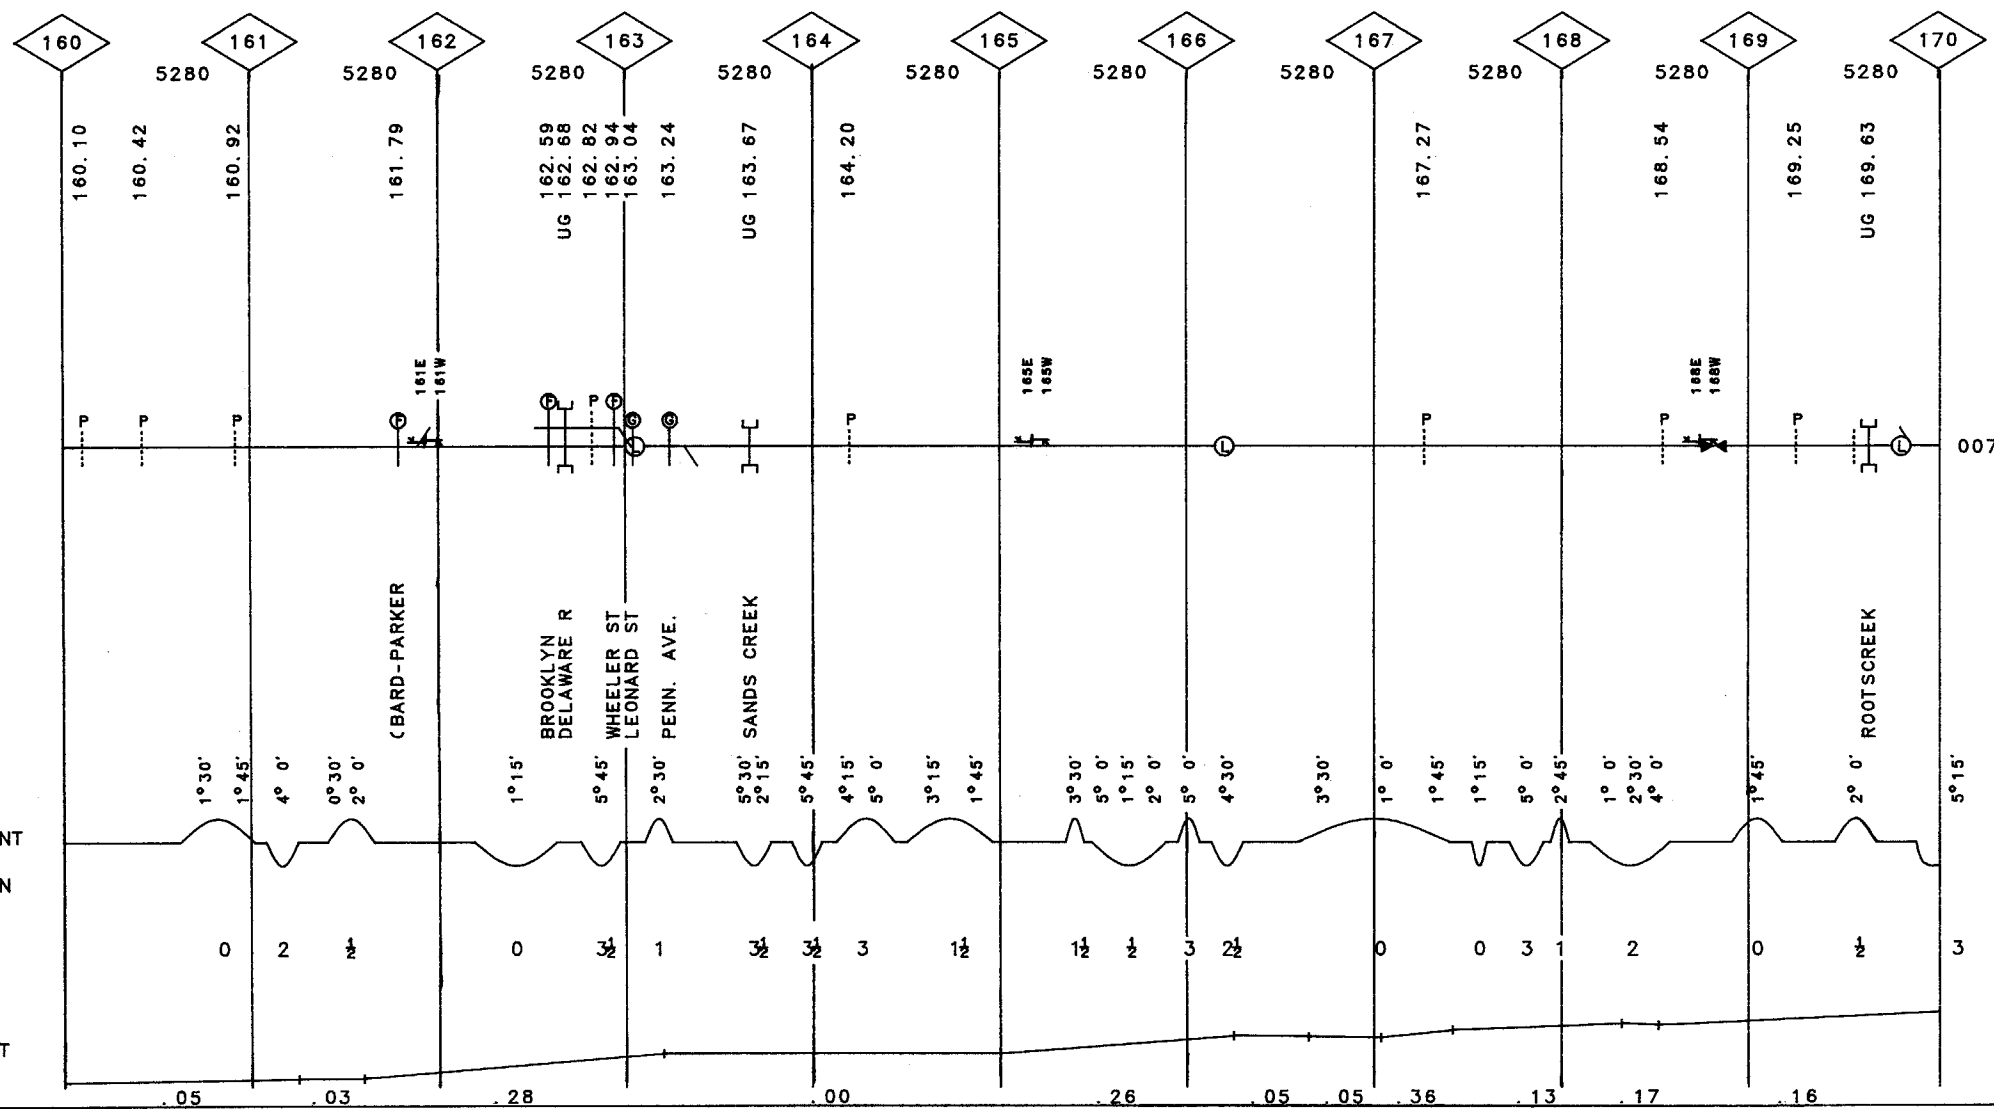 160 161 162 163 164 165 166 167 168 169 170
5280 5280 5280 5280 5280 5280 5280 5280 5280 5280
160.10
160.42
160.92
161.79
162.59
UG 162.68
162.82
162.94
163.04
163.24
UG 163.67
164.20
167.27
168.54
169.25
UG 169.63
161E
161W
165E
165W
168E
168W
P P P F F P F G L G P L P P P L
007
(BARD-PARKER
BROOKLYN
DELAWARE R
WHEELER ST
LEONARD ST
PENN. AVE.
SANDS CREEK
ROOTSCREEK
1°30'
1°45'
4° 0'
0°30'
2° 0'
1°15'
5°45'
2°30'
5°30'
2°15'
5°45'
4°15'
5° 0'
3°15'
1°45'
3°30'
5° 0'
1°15'
2° 0'
5° 0'
4°30'
3°30'
1° 0'
1°45'
1°15'
5° 0'
2°45'
1° 0'
2°30'
4° 0'
1°45'
2° 0'
5°15'
NT
N
0 2 ½ 0 3½ 1 3½ 3½ 3 1½ 1½ ½ 3 2½ 0 0 3 1 2 0 ½ 3
T
.05 .03 .28 .00 .26 .05 .05 .36 .13 .17 .16